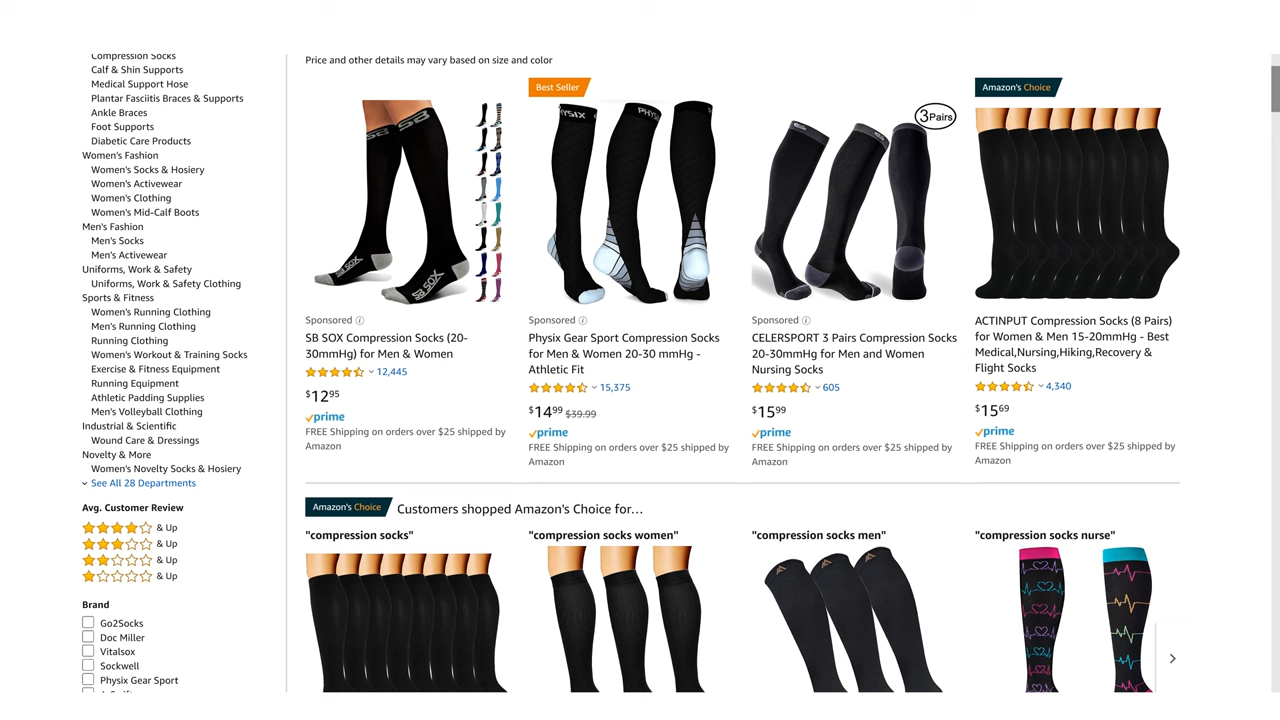 Compression Socks
Calf & Shin Supports
Medical Support Hose
Plantar Fasciitis Braces & Supports
Ankle Braces
Foot Supports
Diabetic Care Products
Women's Fashion
Women's Socks & Hosiery
Women's Activewear
Women's Clothing
Women's Mid-Calf Boots
Men's Fashion
Men's Socks
Men's Activewear
Uniforms, Work & Safety
Uniforms, Work & Safety Clothing
Sports & Fitness
Women's Running Clothing
Men's Running Clothing
Running Clothing
Women's Workout & Training Socks
Exercise & Fitness Equipment
Running Equipment
Athletic Padding Supplies
Men's Volleyball Clothing
Industrial & Scientific
Wound Care & Dressings
Novelty & More
Women's Novelty Socks & Hosiery
See All 28 Departments
Avg. Customer Review
& Up
& Up
& Up
& Up
Brand
Go2Socks
Doc Miller
Vitalsox
Sockwell
Physix Gear Sport
Price and other details may vary based on size and color
SB SB
SB SOX
SB SOX
Sponsored
SB SOX Compression Socks (20-
30mmHg) for Men & Women
12,445
$12.95
prime
FREE Shipping on orders over $25 shipped by
Amazon
Best Seller
Sponsored
Physix Gear Sport Compression Socks
for Men & Women 20-30 mmHg -
Athletic Fit
15,375
$14.99 $39.99
prime
FREE Shipping on orders over $25 shipped by
Amazon
3Pairs
Sponsored
CELERSPORT 3 Pairs Compression Socks
20-30mmHg for Men and Women
Nursing Socks
605
$15.99
prime
FREE Shipping on orders over $25 shipped by
Amazon
Amazon's Choice
ACTINPUT Compression Socks (8 Pairs)
for Women & Men 15-20mmHg - Best
Medical,Nursing,Hiking,Recovery &
Flight Socks
4,340
$15.69
prime
FREE Shipping on orders over $25 shipped by
Amazon
Amazon's Choice Customers shopped Amazon's Choice for…
"compression socks"
"compression socks women"
"compression socks men"
"compression socks nurse"